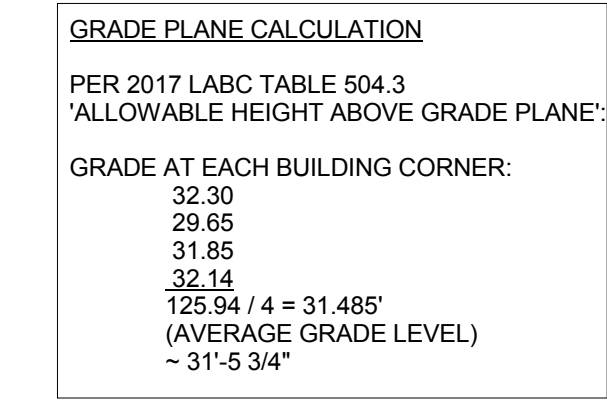 GRADE PLANE CALCULATION
PER 2017 LABC TABLE 504.3
'ALLOWABLE HEIGHT ABOVE GRADE PLANE':
GRADE AT EACH BUILDING CORNER:
32.30
29.65
31.85
32.14
125.94 / 4 = 31.485'
(AVERAGE GRADE LEVEL)
~ 31'-5 3/4"